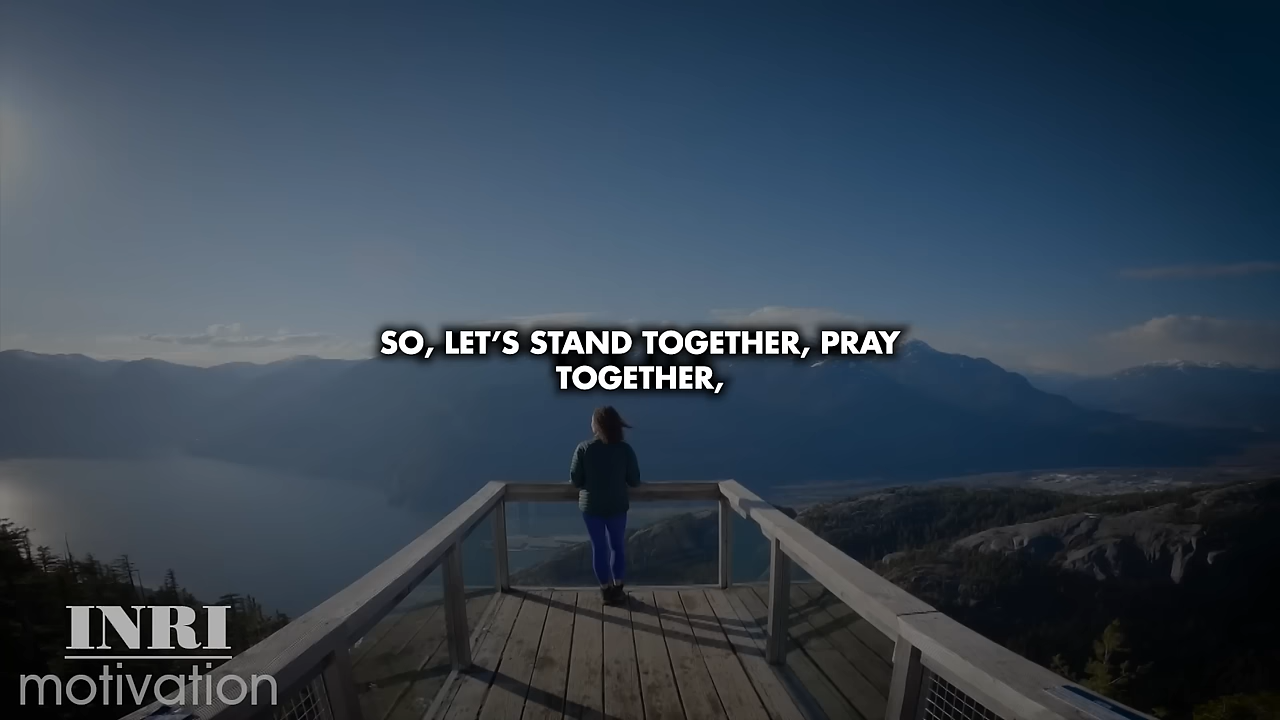 SO, LET'S STAND TOGETHER, PRAY
TOGETHER,
INRI
motivation